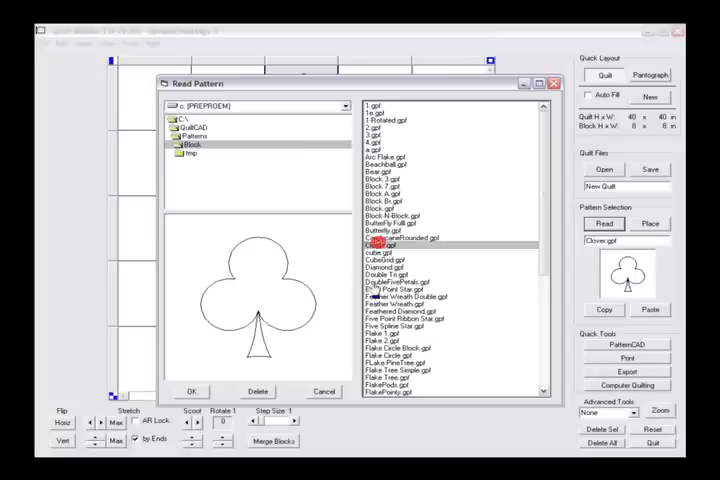 Read Pattern
c: [PREPROEM]
C:\
QuiltCAD
Patterns
Block
tmp
OK
Delete
Cancel
1.gpf
1e.gpf
1-Rotated.gpf
2.gpf
3.gpf
4.gpf
a.gpf
Arc Flake.gpf
Beachball.gpf
Bear.gpf
Block 3.gpf
Block 7.gpf
Block A.gpf
Block Br.gpf
Block.gpf
Block-N-Block.gpf
ButterFly Full.gpf
Butterfly.gpf
cube.gpf
CubeGrid.gpf
Diamond.gpf
Double Tri.gpf
DoubleFivePetals.gpf
Point Star.gpf
Feather Wreath Double.gpf
Feather Wreath.gpf
Feathered Diamond.gpf
Five Point Ribbon Star.gpf
Five Spline Star.gpf
Flake 1.gpf
Flake 2.gpf
Flake Circle Block.gpf
Flake Circle.gpf
FLake PineTree.gpf
Flake Tree Simple.gpf
Flake Tree.gpf
FlakePods.gpf
FlakePointy.gpf
Quick Layout
Quilt
Pantograph
Auto Fill
New
Quilt H x W: 40 x 40 in
Block H x W: 8 x 8 in
Quilt Files
Open
Save
New Quilt
Pattern Selection
Read
Place
Clover.gpf
Copy
Paste
Quick Tools
PatternCAD
Print
Export
Computer Quilting
Advanced Tools
None
Zoom
Delete Sel
Reset
Delete All
Quit
Flip
Stretch
AR Lock
Scoot
Rotate 1
Step Size: 1
Horiz
Max
0
Vert
Max
by Ends
Merge Blocks